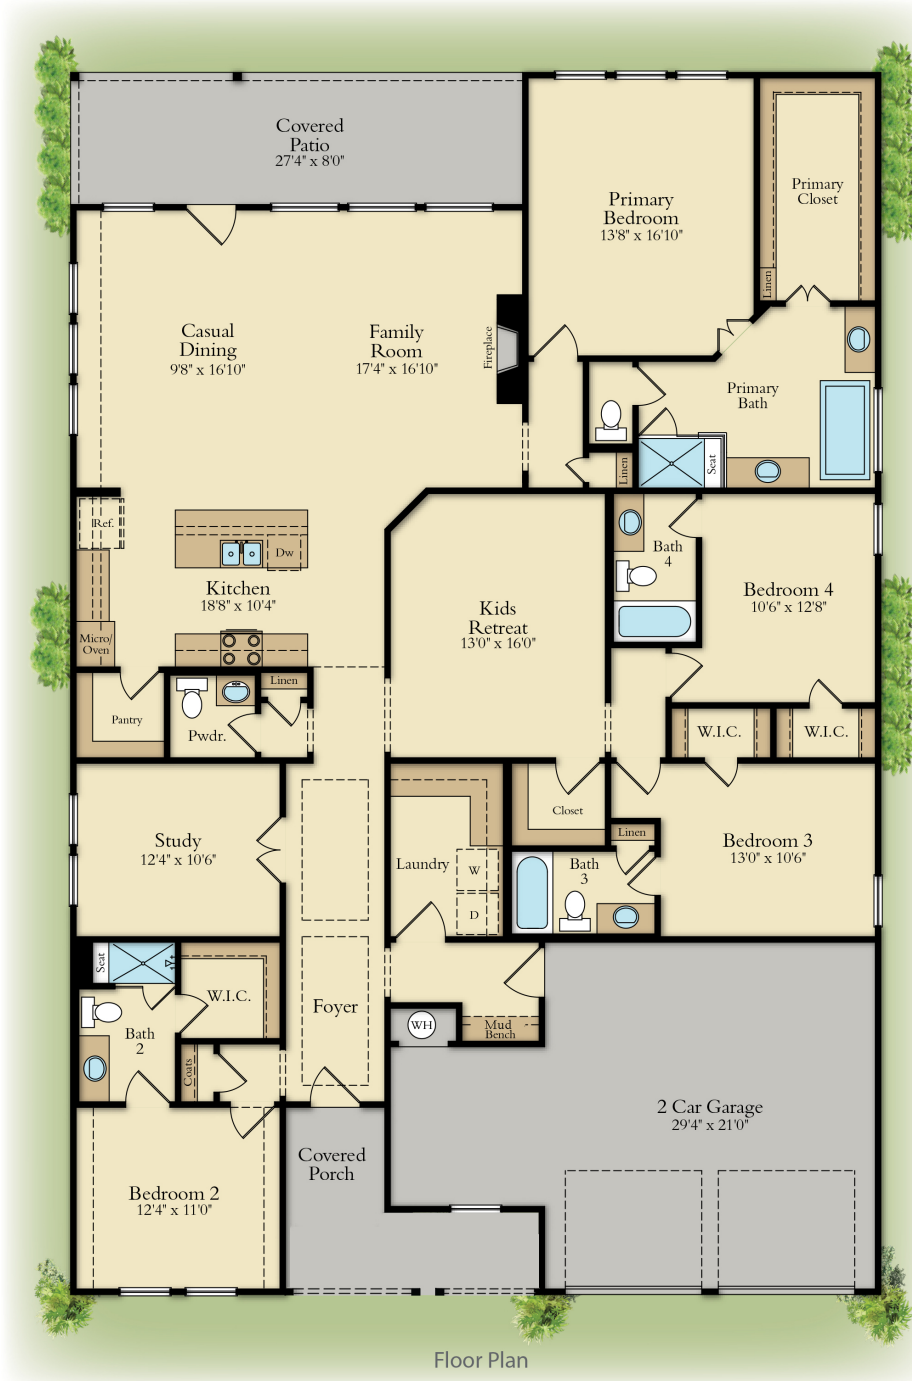 Covered
Patio
27'4" x 8'0"
Primary
Bedroom
13'8" x 16'10"
Primary
Closet
Linen
Casual
Dining
9'8" x 16'10"
Family
Room
17'4" x 16'10"
Fireplace
Primary
Bath
Seat
Linen
Ref.
Dw
Kitchen
18'8" x 10'4"
Micro/
Oven
Kids
Retreat
13'0" x 16'0"
Bath
4
Bedroom 4
10'6" x 12'8"
Linen
Pantry
Pwdr.
W.I.C.
W.I.C.
Study
12'4" x 10'6"
Closet
Laundry
W
D
Linen
Bath
3
Bedroom 3
13'0" x 10'6"
Seat
W.I.C.
Bath
2
Foyer
WH
Mud
Bench
Coats
2 Car Garage
29'4" x 21'0"
Covered
Porch
Bedroom 2
12'4" x 11'0"
Floor Plan